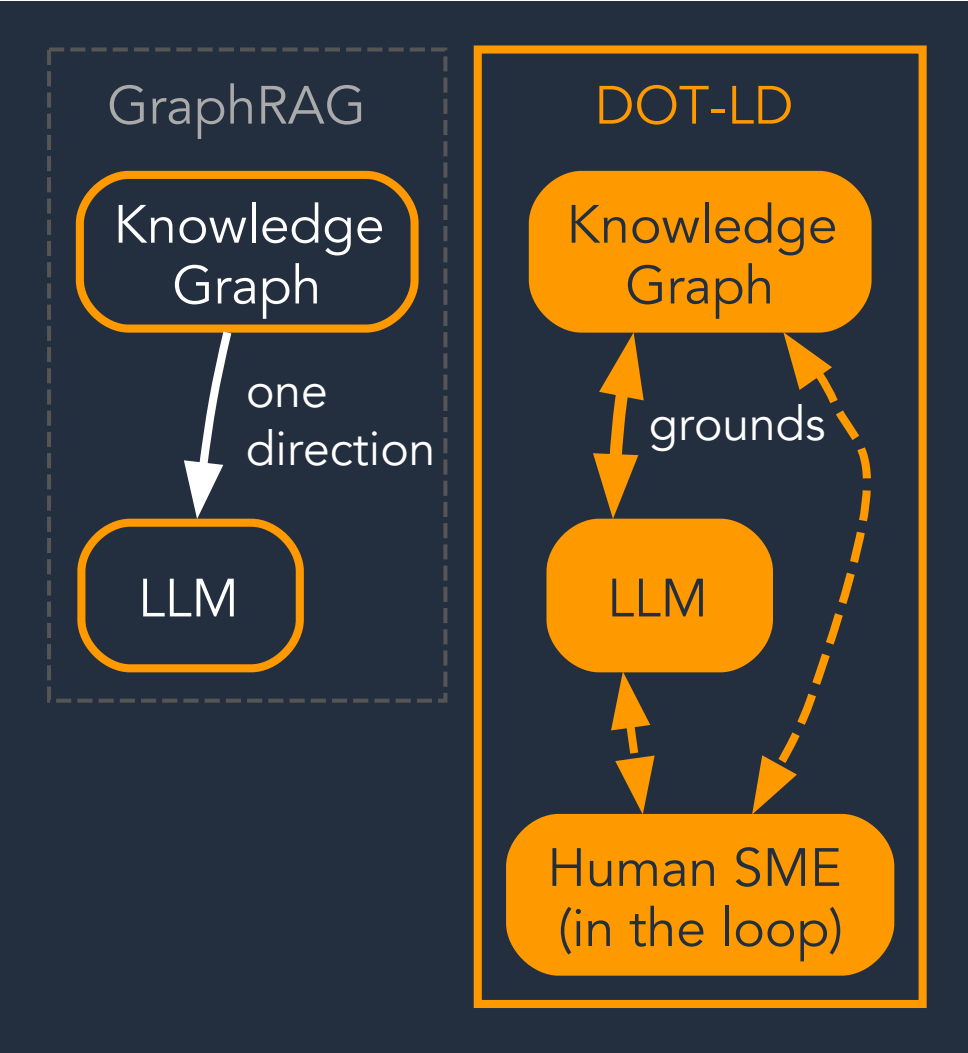 GraphRAG
Knowledge
Graph
one
direction
LLM
DOT-LD
Knowledge
Graph
grounds
LLM
Human SME
(in the loop)